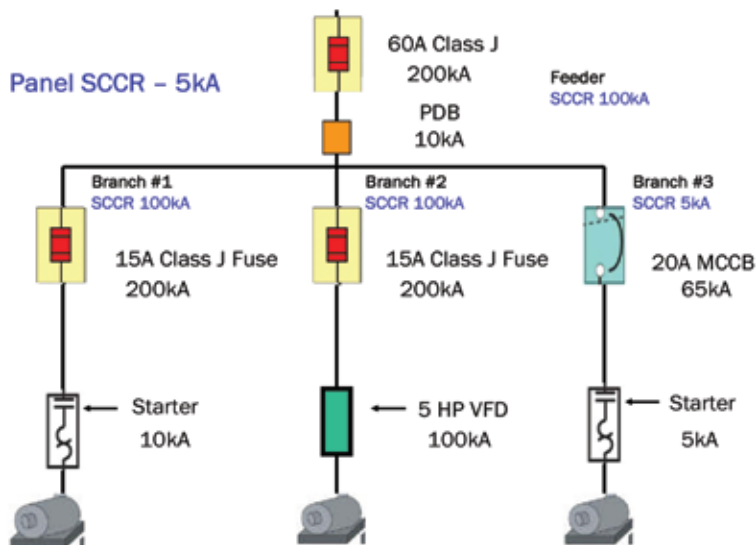 60A Class J
200kA
Panel SCCR – 5kA
Feeder
SCCR 100kA
PDB
10kA
Branch #1
SCCR 100kA
Branch #2
SCCR 100kA
Branch #3
SCCR 5kA
15A Class J Fuse
200kA
15A Class J Fuse
200kA
20A MCCB
65kA
Starter
10kA
5 HP VFD
100kA
Starter
5kA